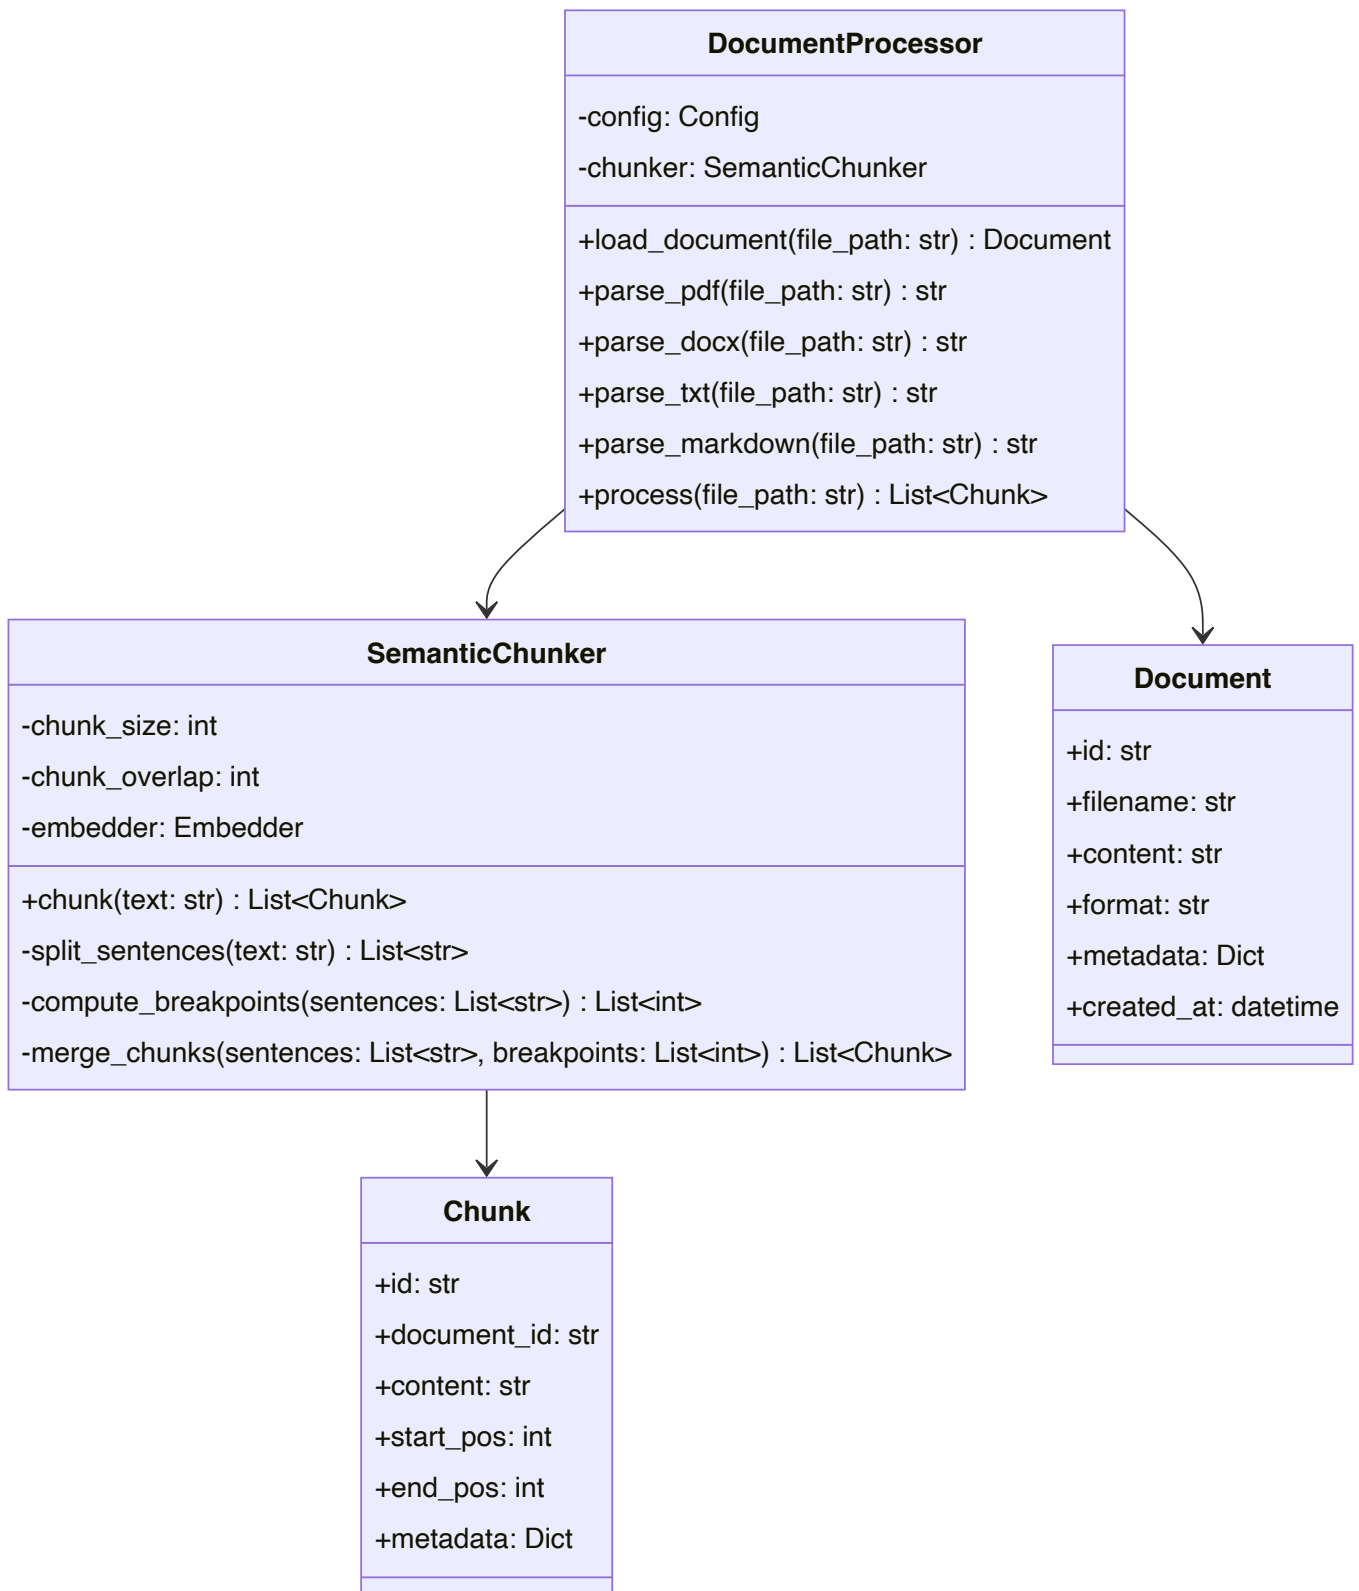 DocumentProcessor
-config: Config
-chunker: SemanticChunker
+load_document(file_path: str) : Document
+parse_pdf(file_path: str) : str
+parse_docx(file_path: str) : str
+parse_txt(file_path: str) : str
+parse_markdown(file_path: str) : str
+process(file_path: str) : List<Chunk>
SemanticChunker
-chunk_size: int
-chunk_overlap: int
-embedder: Embedder
+chunk(text: str) : List<Chunk>
-split_sentences(text: str) : List<str>
-compute_breakpoints(sentences: List<str>) : List<int>
-merge_chunks(sentences: List<str>, breakpoints: List<int>) : List<Chunk>
Document
+id: str
+filename: str
+content: str
+format: str
+metadata: Dict
+created_at: datetime
Chunk
+id: str
+document_id: str
+content: str
+start_pos: int
+end_pos: int
+metadata: Dict